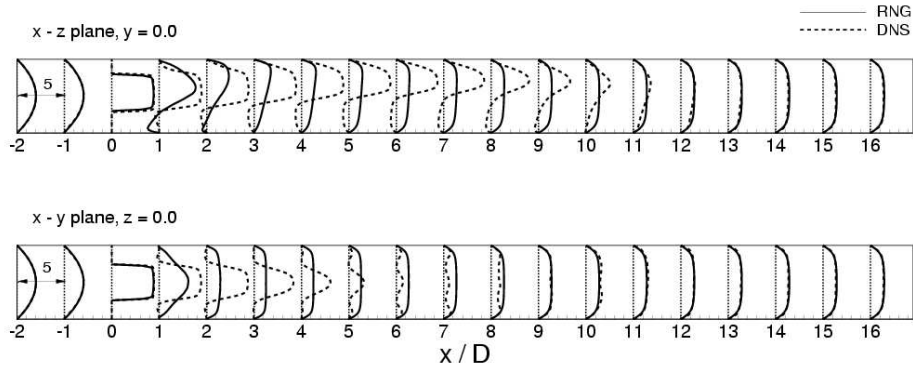 RNG
DNS
x - z plane, y = 0.0
5
-2 -1 0 1 2 3 4 5 6 7 8 9 10 11 12 13 14 15 16
x - y plane, z = 0.0
5
-2 -1 0 1 2 3 4 5 6 7 8 9 10 11 12 13 14 15 16
x / D